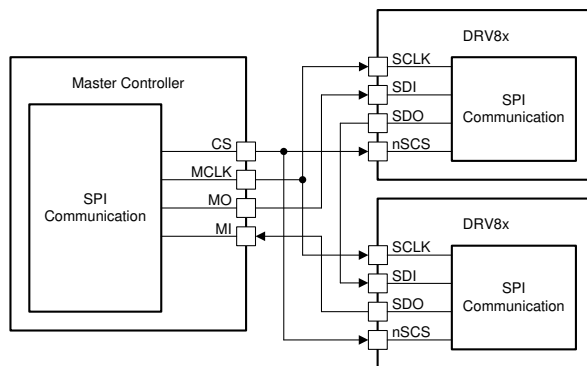 Master Controller
SPI
Communication
CS
MCLK
MO
MI
DRV8x
SCLK
SDI
SDO
nSCS
SPI
Communication
DRV8x
SCLK
SDI
SDO
nSCS
SPI
Communication